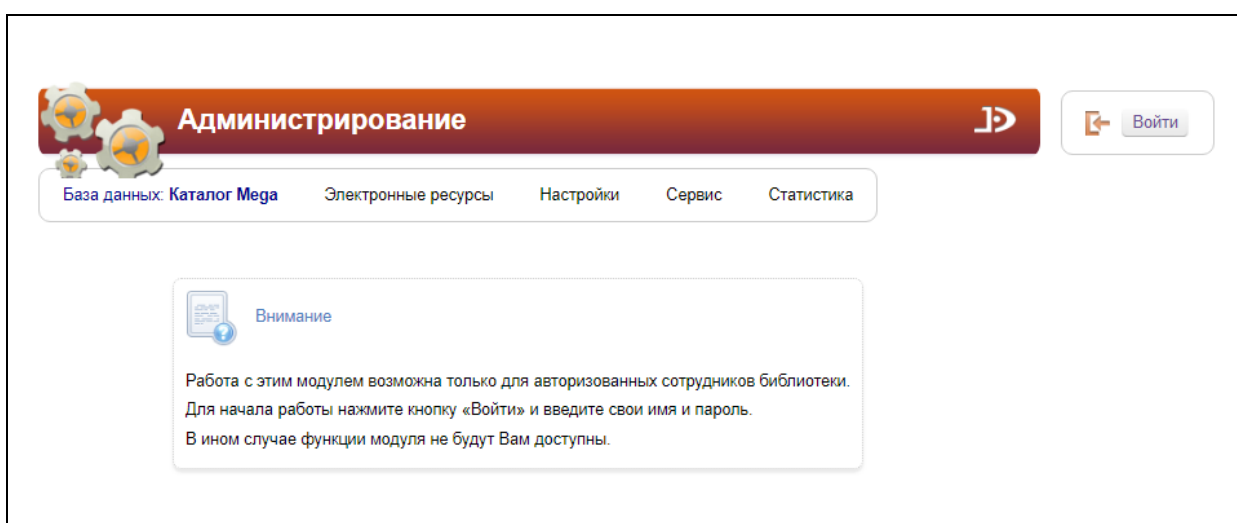 Администрирование
Войти
База данных: Каталог Mega Электронные ресурсы Настройки Сервис Статистика
Внимание
Работа с этим модулем возможна только для авторизованных сотрудников библиотеки.
Для начала работы нажмите кнопку «Войти» и введите свои имя и пароль.
В ином случае функции модуля не будут Вам доступны.